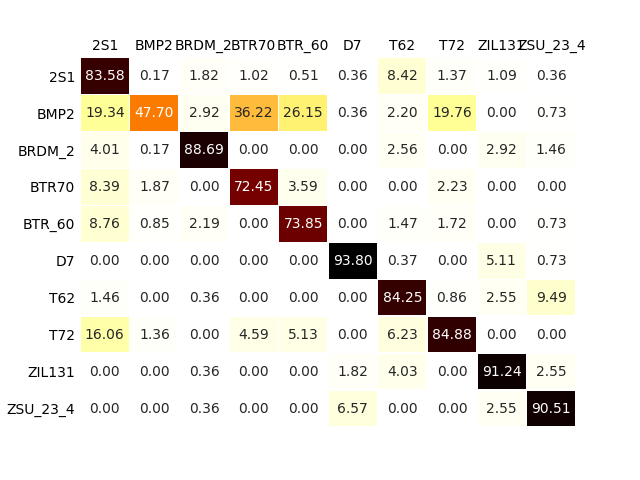 2S1 BMP2 BRDM_2 BTR70 BTR_60 D7 T62 T72 ZIL131 ZSU_23_4
2S1 83.58 0.17 1.82 1.02 0.51 0.36 8.42 1.37 1.09 0.36
BMP2 19.34 47.70 2.92 36.22 26.15 0.36 2.20 19.76 0.00 0.73
BRDM_2 4.01 0.17 88.69 0.00 0.00 0.00 2.56 0.00 2.92 1.46
BTR70 8.39 1.87 0.00 72.45 3.59 0.00 0.00 2.23 0.00 0.00
BTR_60 8.76 0.85 2.19 0.00 73.85 0.00 1.47 1.72 0.00 0.73
D7 0.00 0.00 0.00 0.00 0.00 93.80 0.37 0.00 5.11 0.73
T62 1.46 0.00 0.36 0.00 0.00 0.00 84.25 0.86 2.55 9.49
T72 16.06 1.36 0.00 4.59 5.13 0.00 6.23 84.88 0.00 0.00
ZIL131 0.00 0.00 0.36 0.00 0.00 1.82 4.03 0.00 91.24 2.55
ZSU_23_4 0.00 0.00 0.36 0.00 0.00 6.57 0.00 0.00 2.55 90.51